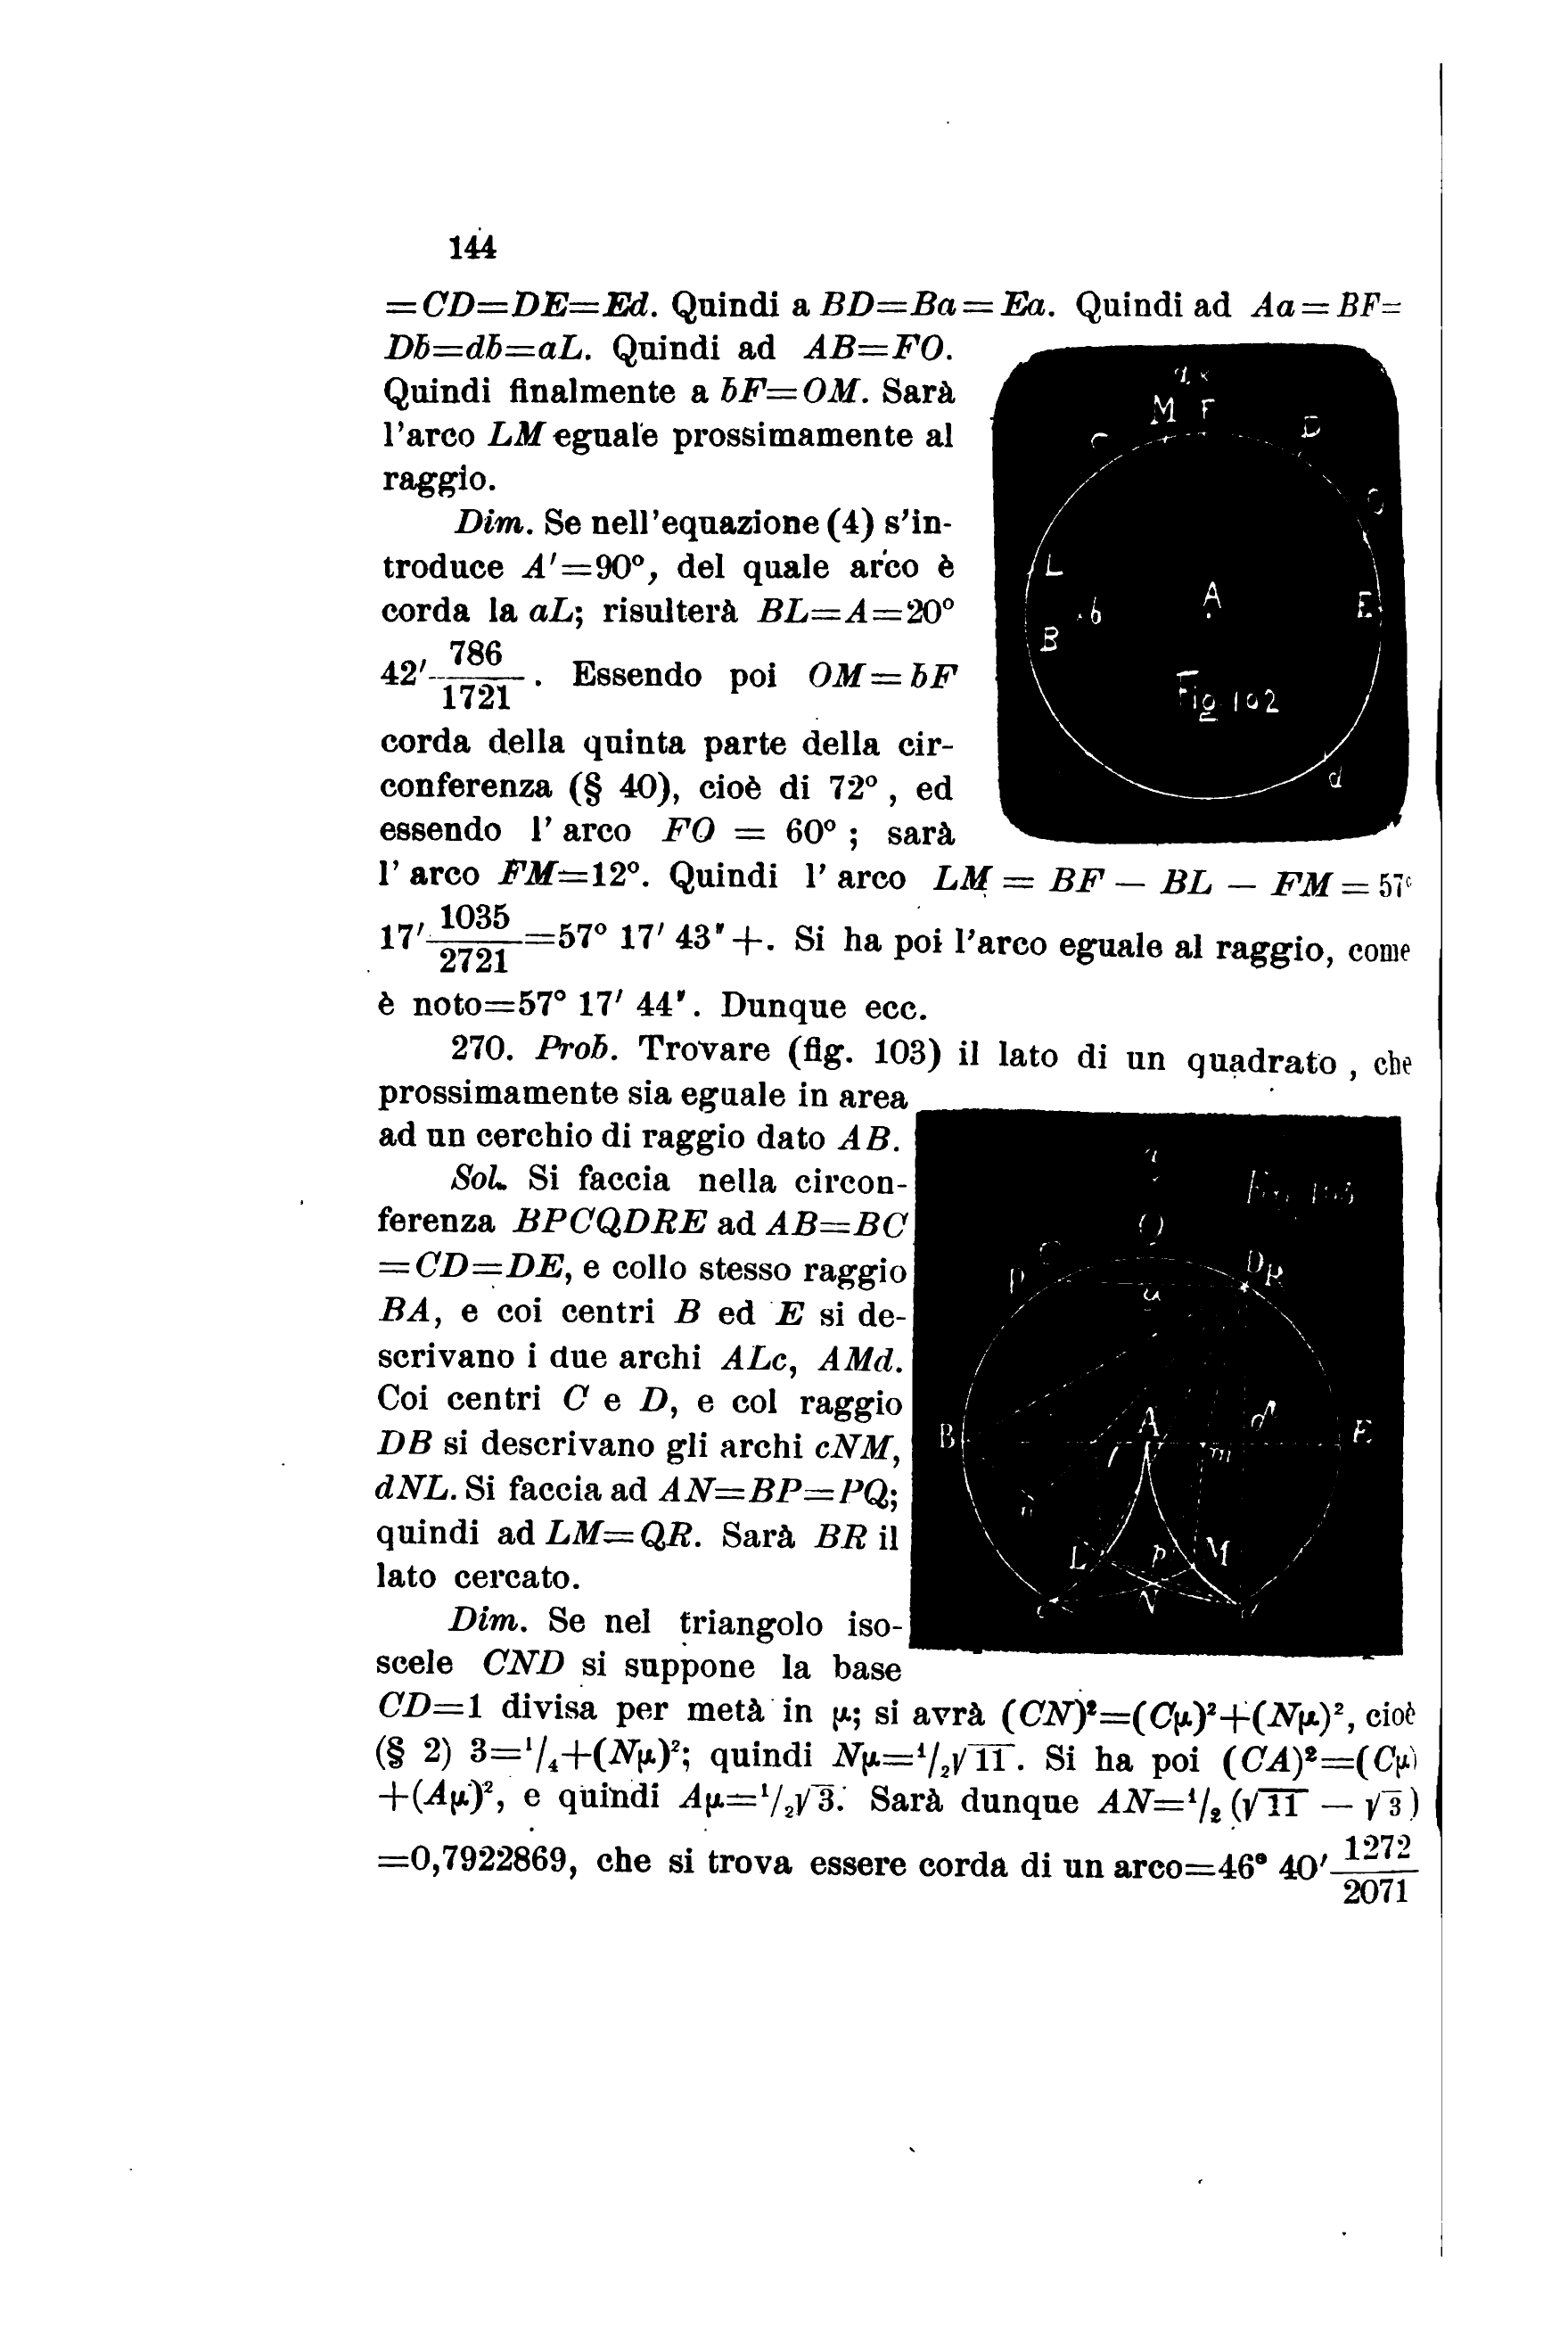 144
=CD=DE=Ed. Quindi a BD=Ba=Ea. Quindi ad Aa=BF=
Db=db=aL. Quindi ad AB=FO.
Quindi finalmente a bF=OM. Sarà
l'arco LM eguale prossimamente al
raggio.
Dim. Se nell'equazione (4) s'in-
troduce A'=90°, del quale arco è
corda la aL; risulterà BL=A=20°
42' 786/1721. Essendo poi OM=bF
corda della quinta parte della cir-
conferenza (§ 40), cioè di 72°, ed
essendo l'arco FO = 60°; sarà
l'arco FM=12°. Quindi l'arco LM = BF — BL — FM = 57°
17' 1035/2721=57° 17' 43"+. Si ha poi l'arco eguale al raggio, come
è noto=57° 17' 44". Dunque ecc.
270. Prob. Trovare (fig. 103) il lato di un quadrato, che
prossimamente sia eguale in area
ad un cerchio di raggio dato AB.
Sol. Si faccia nella circon-
ferenza BPCQDRE ad AB=BC
=CD=DE, e collo stesso raggio
BA, e coi centri B ed E si de-
scrivano i due archi ALc, AMd.
Coi centri C e D, e col raggio
DB si descrivano gli archi cNM,
dNL. Si faccia ad AN=BP=PQ;
quindi ad LM=QR. Sarà BR il
lato cercato.
Dim. Se nel triangolo iso-
scele CND si suppone la base
CD=1 divisa per metà in μ; si avrà (CN)²=(Cμ)²+(Nμ)², cioè
(§ 2) 3=1/4+(Nμ)²; quindi Nμ=1/2√11. Si ha poi (CA)²=(Cμ)
+(Aμ)², e quindi Aμ=1/2√3. Sarà dunque AN=1/2(√11 — √3)
=0,7922869, che si trova essere corda di un arco=46° 40' 1272/2071
a
M F
C
D
O
L
A
E
b
B
Fig. 102
d
a
Q
C
P
D R
B
A
d
E
m
n
L
p
M
c
N